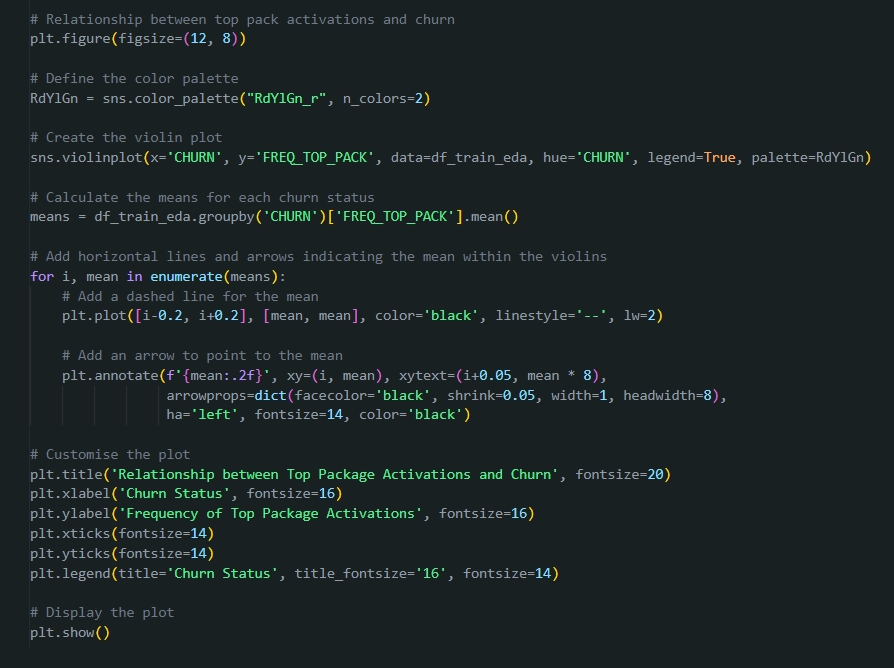 # Relationship between top pack activations and churn
plt.figure(figsize=(12, 8))
# Define the color palette
RdYlGn = sns.color_palette("RdYlGn_r", n_colors=2)
# Create the violin plot
sns.violinplot(x='CHURN', y='FREQ_TOP_PACK', data=df_train_eda, hue='CHURN', legend=True, palette=RdYlGn)
# Calculate the means for each churn status
means = df_train_eda.groupby('CHURN')['FREQ_TOP_PACK'].mean()
# Add horizontal lines and arrows indicating the mean within the violins
for i, mean in enumerate(means):
    # Add a dashed line for the mean
    plt.plot([i-0.2, i+0.2], [mean, mean], color='black', linestyle='--', lw=2)
    # Add an arrow to point to the mean
    plt.annotate(f'{mean:.2f}', xy=(i, mean), xytext=(i+0.05, mean * 8),
                 arrowprops=dict(facecolor='black', shrink=0.05, width=1, headwidth=8),
                 ha='left', fontsize=14, color='black')
# Customise the plot
plt.title('Relationship between Top Package Activations and Churn', fontsize=20)
plt.xlabel('Churn Status', fontsize=16)
plt.ylabel('Frequency of Top Package Activations', fontsize=16)
plt.xticks(fontsize=14)
plt.yticks(fontsize=14)
plt.legend(title='Churn Status', title_fontsize='16', fontsize=14)
# Display the plot
plt.show()